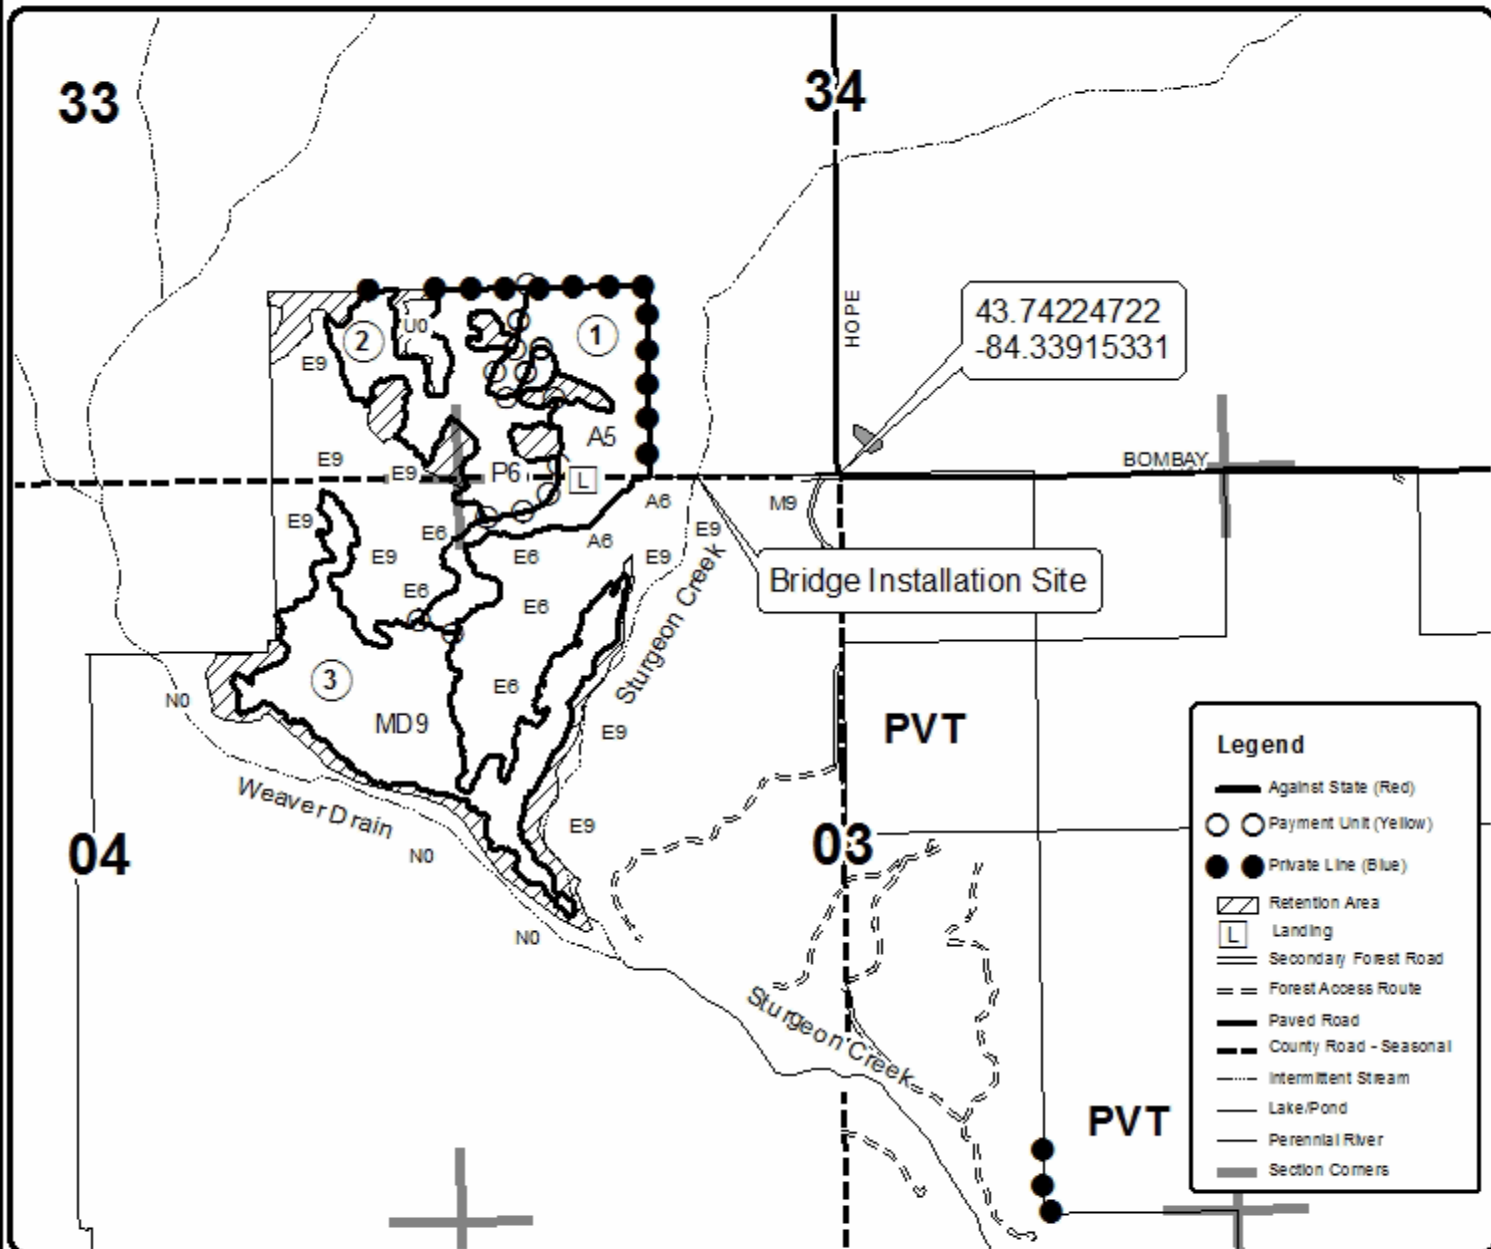 33
34
HOPE
43.74224722
-84.33915331
2
U0
1
E9
A5
BOMBAY
E9
E9
P6
L
A6
M9
E9
E6
A6
E9
E9
E6
E9
Bridge Installation Site
E6
E6
Sturgeon Creek
3
E6
N0
MD9
E9
PVT
Weaver Drain
E9
04
N0
03
N0
Sturgeon Creek
PVT
Legend
Against State (Red)
Payment Unit (Yellow)
Private Line (Blue)
Retention Area
L Landing
Secondary Forest Road
Forest Access Route
Paved Road
County Road - Seasonal
Intermittent Stream
Lake/Pond
Perennial River
Section Corners